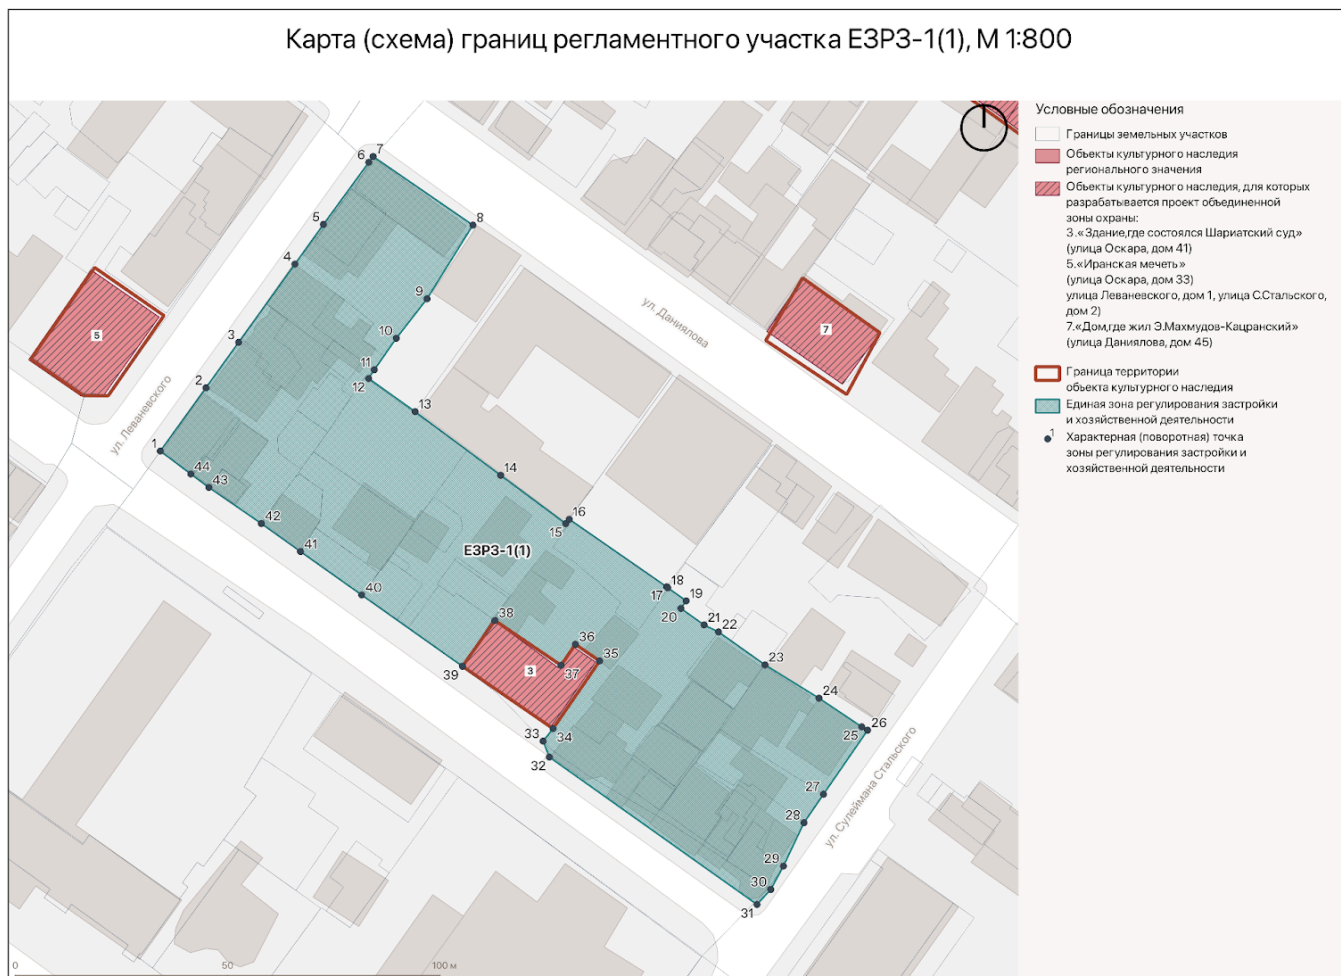 Карта (схема) границ регламентного участка ЕЗРЗ-1(1), М 1:800
Условные обозначения
Границы земельных участков
Объекты культурного наследия
регионального значения
Объекты культурного наследия, для которых
разрабатывается проект объединенной
зоны охраны:
3.«Здание,где состоялся Шариатский суд»
(улица Оскара, дом 41)
5.«Иранская мечеть»
(улица Оскара, дом 33)
улица Леваневского, дом 1, улица С.Стальского,
дом 2)
7.«Дом,где жил Э.Махмудов-Кацранский»
(улица Даниялова, дом 45)
Граница территории
объекта культурного наследия
Единая зона регулирования застройки
и хозяйственной деятельности
1
Характерная (поворотная) точка
зоны регулирования застройки и
хозяйственной деятельности
7
6
5
8
4
9
ул. Даниялова
7
5
10
3
11
12
2
13
ул. Леваневского
1
44
43
14
42
16
15
41
ЕЗРЗ-1(1)
40
18
17
19
20
38
21
22
36
35
23
39
3
37
24
33
34
26
25
32
ул. Сулеймана Стальского
27
28
29
30
31
0
50
100 м